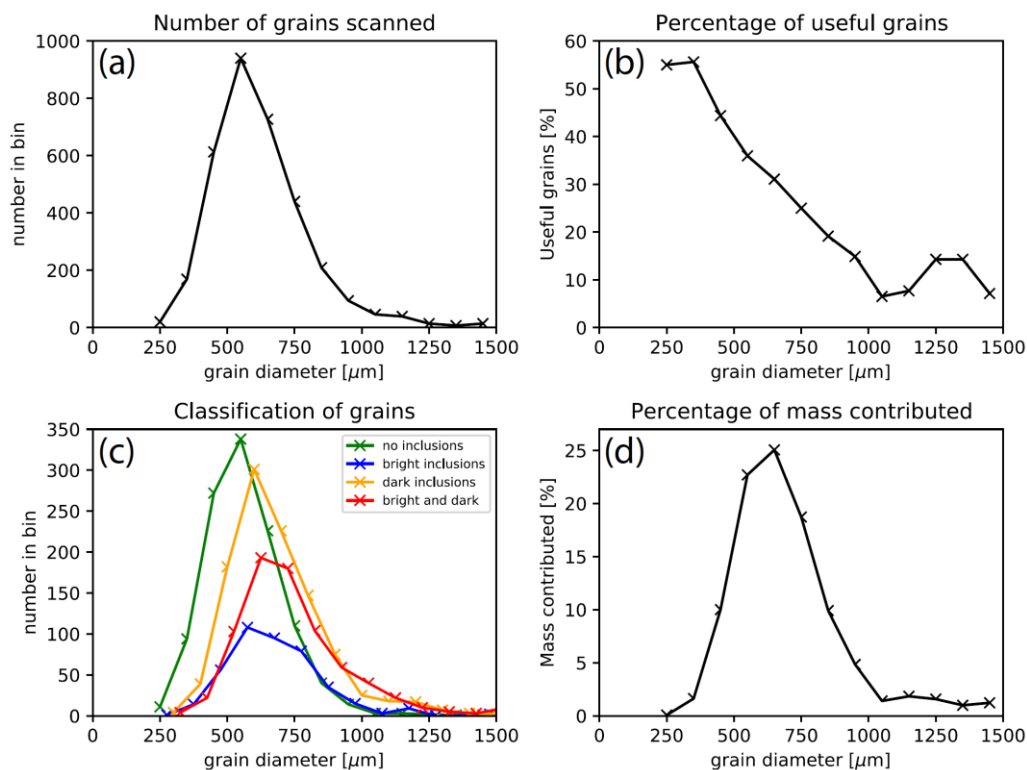 Number of grains scanned
(a)
1000
800
600
400
200
0
number in bin
0 250 500 750 1000 1250 1500
grain diameter [μm]
Percentage of useful grains
(b)
60
50
40
30
20
10
0
Useful grains [%]
0 250 500 750 1000 1250 1500
grain diameter [μm]
Classification of grains
(c)
350
300
250
200
150
100
50
0
number in bin
no inclusions
bright inclusions
dark inclusions
bright and dark
0 250 500 750 1000 1250 1500
grain diameter [μm]
Percentage of mass contributed
(d)
25
20
15
10
5
0
Mass contributed [%]
0 250 500 750 1000 1250 1500
grain diameter [μm]